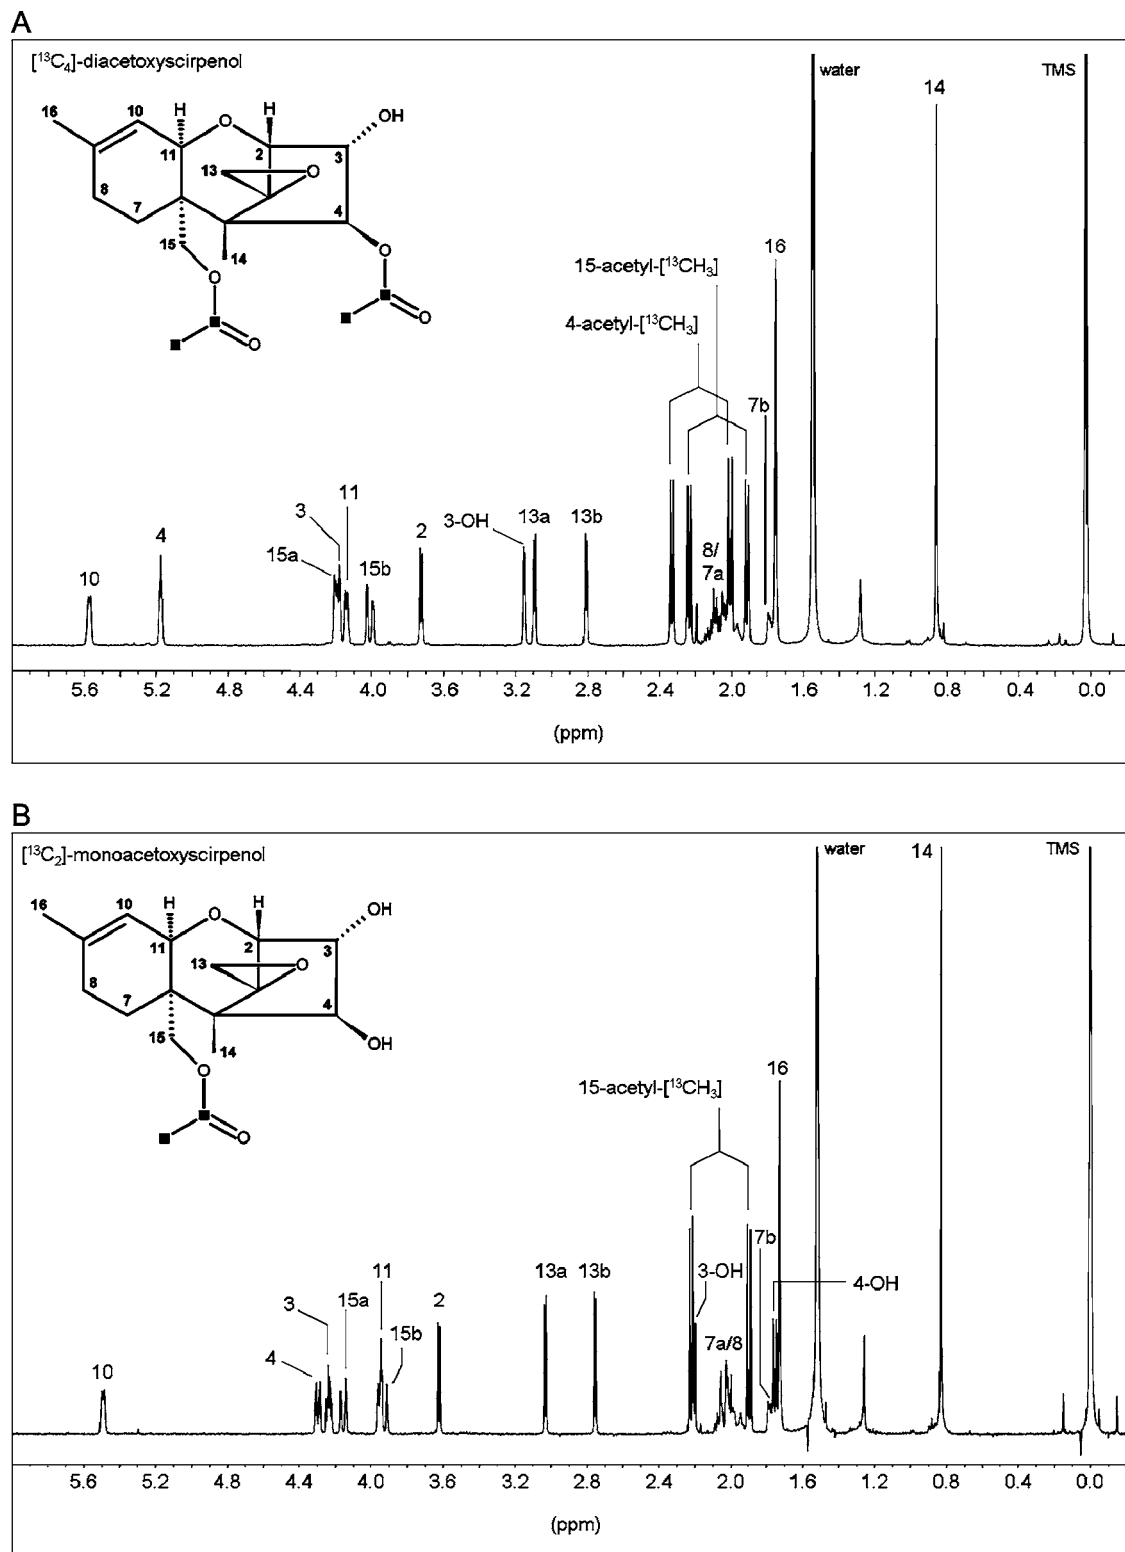 A
[¹³C₄]-diacetoxyscirpenol
water
TMS
14
16
10
H
O
H
OH
11
2
3
13
O
8
7
4
15
14
O
O
O
O
15-acetyl-[¹³CH₃]
4-acetyl-[¹³CH₃]
16
7b
10
4
15a
3
11
15b
2
3-OH
13a
13b
8/
7a
5.6 5.2 4.8 4.4 4.0 3.6 3.2 2.8 2.4 2.0 1.6 1.2 0.8 0.4 0.0
(ppm)
B
[¹³C₂]-monoacetoxyscirpenol
water
14
TMS
16
10
H
O
H
OH
11
2
3
13
O
8
7
4
15
14
OH
O
O
15-acetyl-[¹³CH₃]
16
10
4
3
15a
11
15b
2
13a
13b
3-OH
7a/8
7b
4-OH
5.6 5.2 4.8 4.4 4.0 3.6 3.2 2.8 2.4 2.0 1.6 1.2 0.8 0.4 0.0
(ppm)